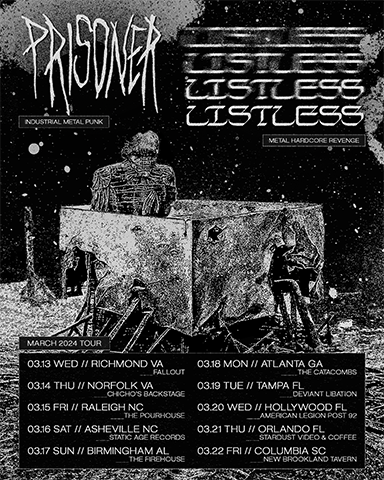 PRISONER
LISTLESS
LISTLESS
LISTLESS
LISTLESS
INDUSTRIAL METAL PUNK
METAL HARDCORE REVENGE
MARCH 2024 TOUR
03.13 WED // RICHMOND VA
FALLOUT
03.14 THU // NORFOLK VA
CHICHO'S BACKSTAGE
03.15 FRI // RALEIGH NC
THE POURHOUSE
03.16 SAT // ASHEVILLE NC
STATIC AGE RECORDS
03.17 SUN // BIRMINGHAM AL
THE FIREHOUSE
03.18 MON // ATLANTA GA
THE CATACOMBS
03.19 TUE // TAMPA FL
DEVIANT LIBATION
03.20 WED // HOLLYWOOD FL
AMERICAN LEGION POST 92
03.21 THU // ORLANDO FL
STARDUST VIDEO & COFFEE
03.22 FRI // COLUMBIA SC
NEW BROOKLAND TAVERN